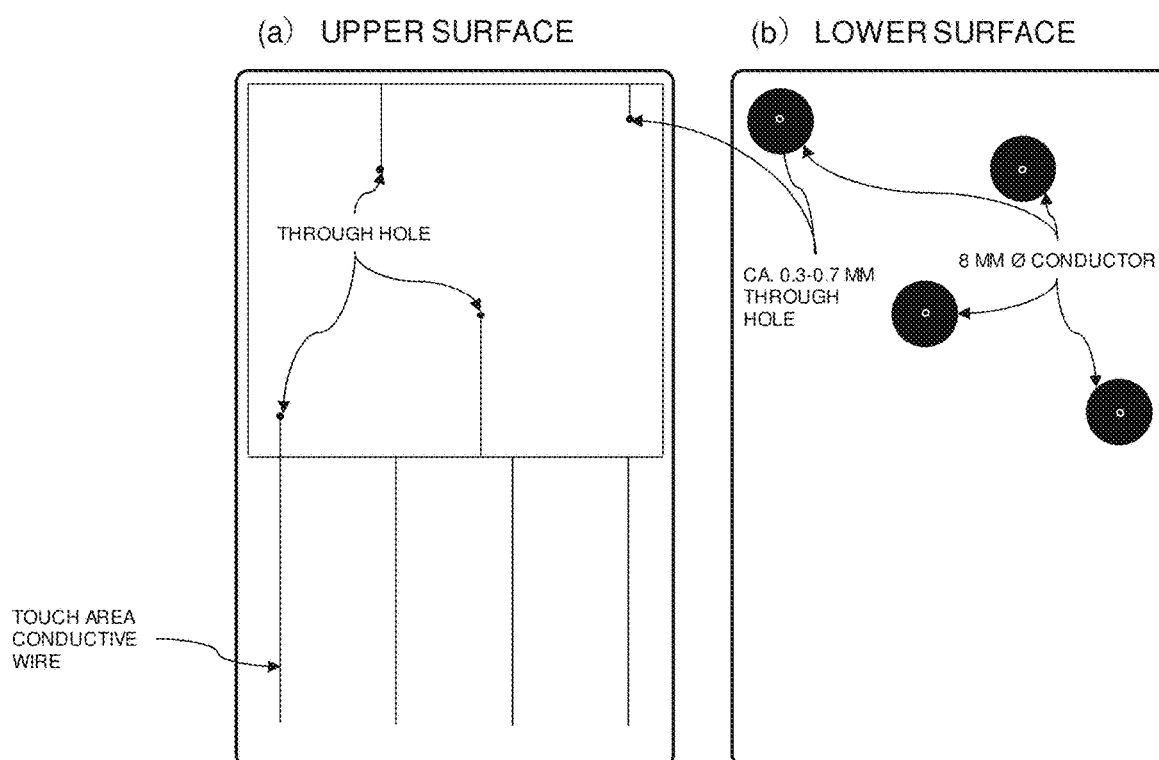 (a) UPPER SURFACE
(b) LOWER SURFACE
THROUGH HOLE
CA. 0.3-0.7 MM
THROUGH
HOLE
8 MM Ø CONDUCTOR
TOUCH AREA
CONDUCTIVE
WIRE